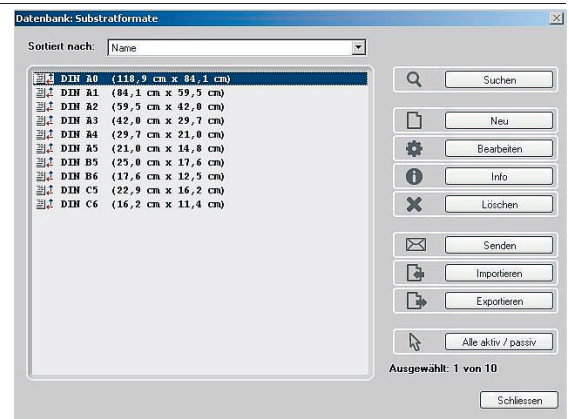 Datenbank: Substratformate
Sortiert nach: Name
DIN A0 (118,9 cm x 84,1 cm)
DIN A1 (84,1 cm x 59,5 cm)
DIN A2 (59,5 cm x 42,0 cm)
DIN A3 (42,0 cm x 29,7 cm)
DIN A4 (29,7 cm x 21,0 cm)
DIN A5 (21,0 cm x 14,8 cm)
DIN B5 (25,0 cm x 17,6 cm)
DIN B6 (17,6 cm x 12,5 cm)
DIN C5 (22,9 cm x 16,2 cm)
DIN C6 (16,2 cm x 11,4 cm)
Suchen
Neu
Bearbeiten
Info
Löschen
Senden
Importieren
Exportieren
Alle aktiv / passiv
Ausgewählt: 1 von 10
Schliessen